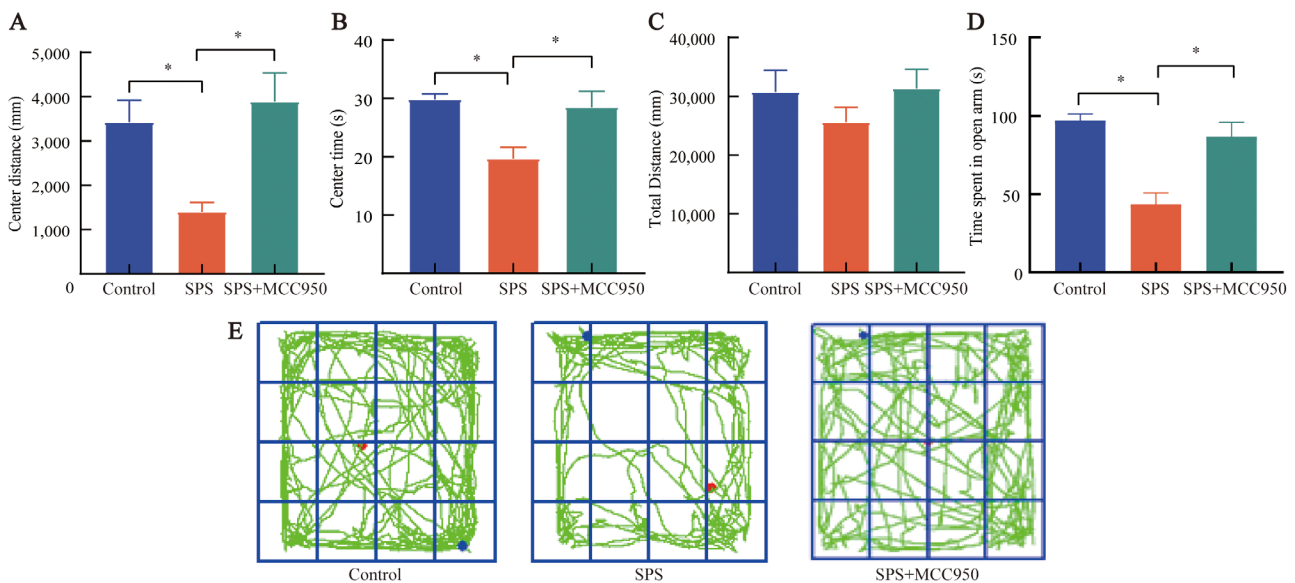 A
Center distance (mm)
5,000
4,000
3,000
2,000
1,000
0
*
*
Control
SPS
SPS+MCC950
B
Center time (s)
40
30
20
10
0
*
*
Control
SPS
SPS+MCC950
C
Total Distance (mm)
40,000
30,000
20,000
10,000
Control
SPS
SPS+MCC950
D
Time spent in open arm (s)
150
100
50
0
*
*
Control
SPS
SPS+MCC950
E
Control
SPS
SPS+MCC950